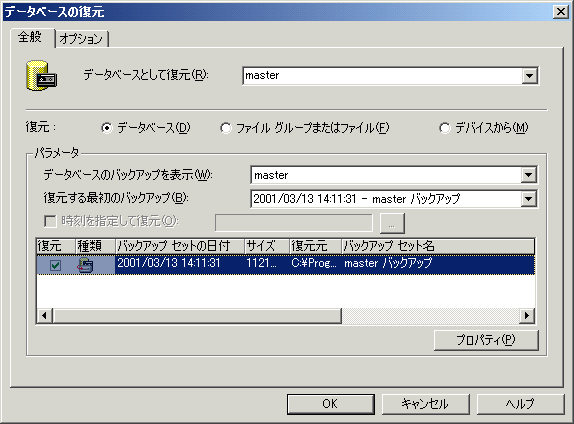 データベースの復元
全般 オプション
データベースとして復元(R): master
復元: データベース(D) ファイル グループまたはファイル(F) デバイスから(M)
パラメータ
データベースのバックアップを表示(W): master
復元する最初のバックアップ(B): 2001/03/13 14:11:31 - master バックアップ
時刻を指定して復元(O): ...
復元 種類 バックアップ セットの日付 サイズ 復元元 バックアップ セット名
2001/03/13 14:11:31 1121... C:¥Prog... master バックアップ
プロパティ(P)
OK キャンセル ヘルプ